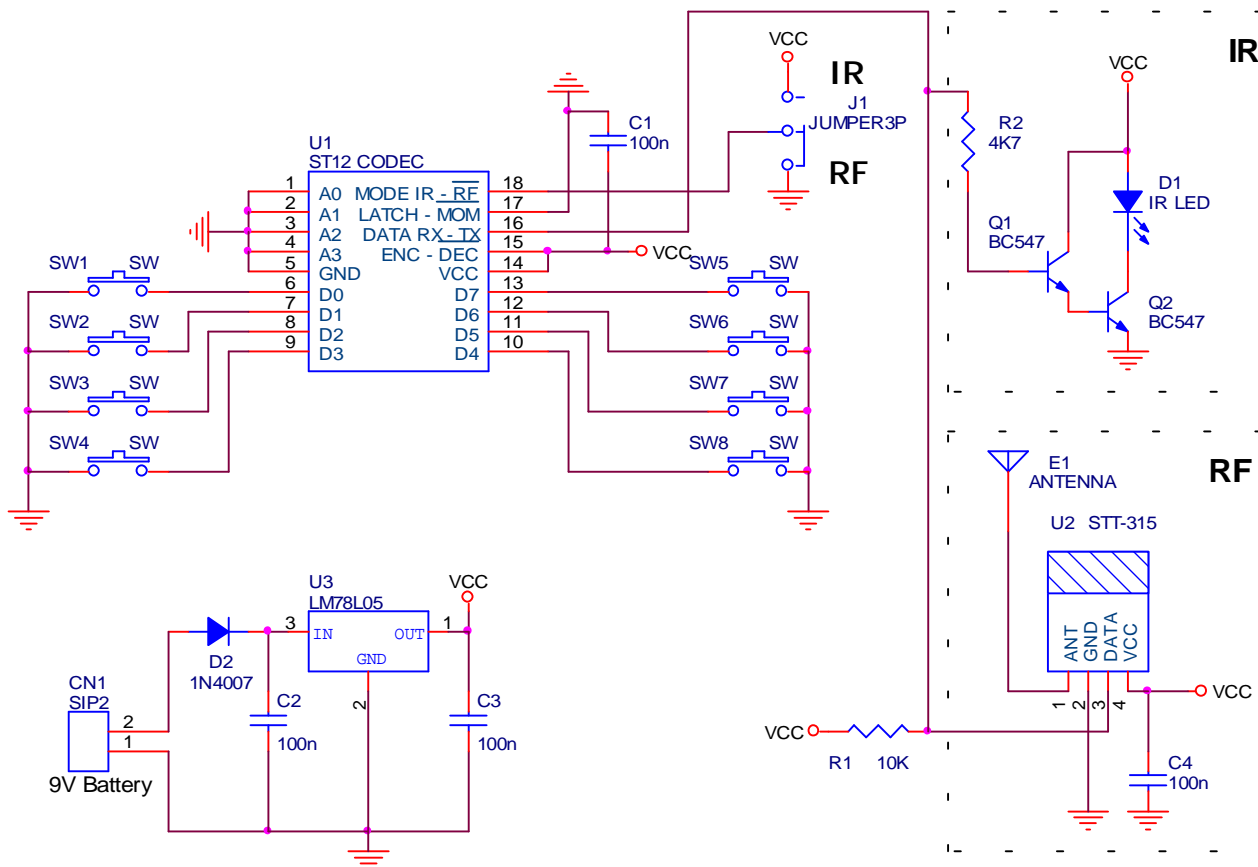 IR
VCC
IR
J1
JUMPER3P
RF
C1
100n
U1
ST12 CODEC
1 A0 MODE IR - RF 18
2 A1 LATCH - MOM 17
3 A2 DATA RX - TX 16
4 A3 ENC - DEC 15
5 GND VCC 14
6 D0 D7 13
7 D1 D6 12
8 D2 D5 11
9 D3 D4 10
VCC
SW1 SW
SW2 SW
SW3 SW
SW4 SW
SW5 SW
SW6 SW
SW7 SW
SW8 SW
VCC
R2
4K7
D1
IR LED
Q1
BC547
Q2
BC547
RF
E1
ANTENNA
U2 STT-315
ANT
GND
DATA
VCC
1
2
3
4
VCC
C4
100n
VCC
R1 10K
U3
LM78L05
VCC
3 IN OUT 1
GND
2
D2
1N4007
CN1
SIP2
2
1
9V Battery
C2
100n
C3
100n